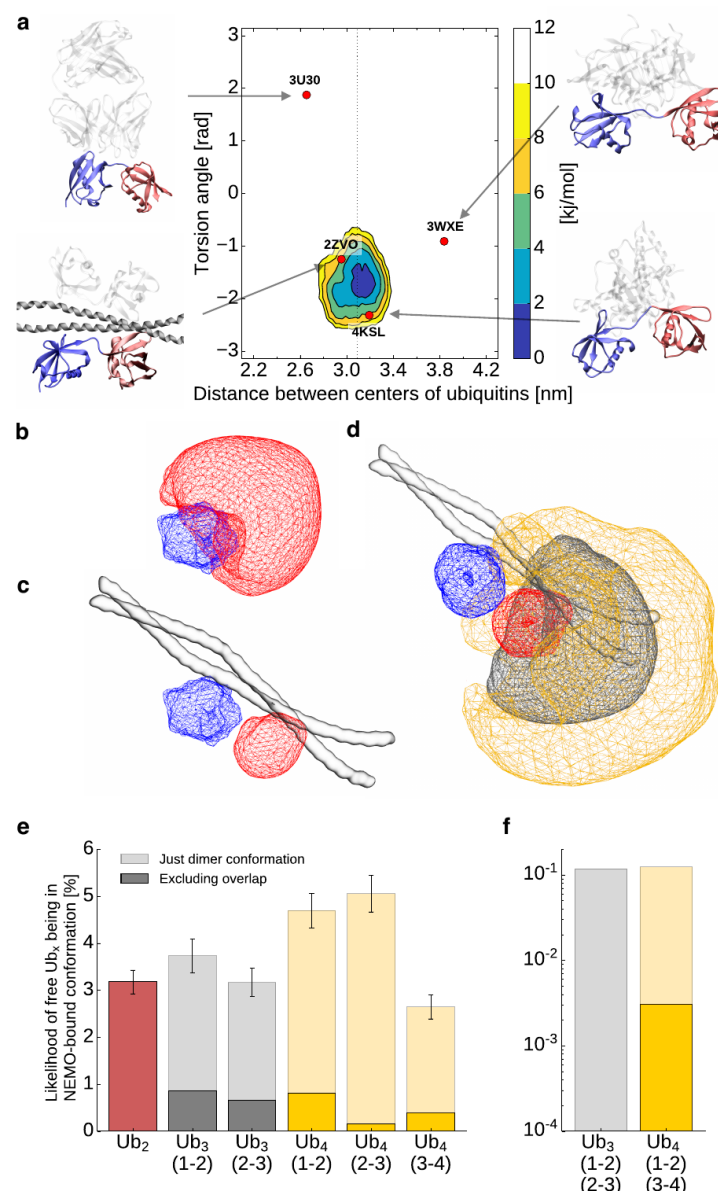 a
3U30
2ZVO
3WXE
4KSL
Torsion angle [rad]
3
2
1
0
−1
−2
−3
2.2 2.6 3.0 3.4 3.8 4.2
Distance between centers of ubiquitins [nm]
12
10
8
6
4
2
0
[kj/mol]
b
c
d
e
Likelihood of free Ubx being in
NEMO-bound conformation [%]
6
5
4
3
2
1
0
Just dimer conformation
Excluding overlap
Ub2 Ub3 Ub3 Ub4 Ub4 Ub4
(1-2) (2-3) (1-2) (2-3) (3-4)
f
10-1
10-2
10-3
10-4
Ub3 Ub4
(1-2) (1-2)
(2-3) (3-4)